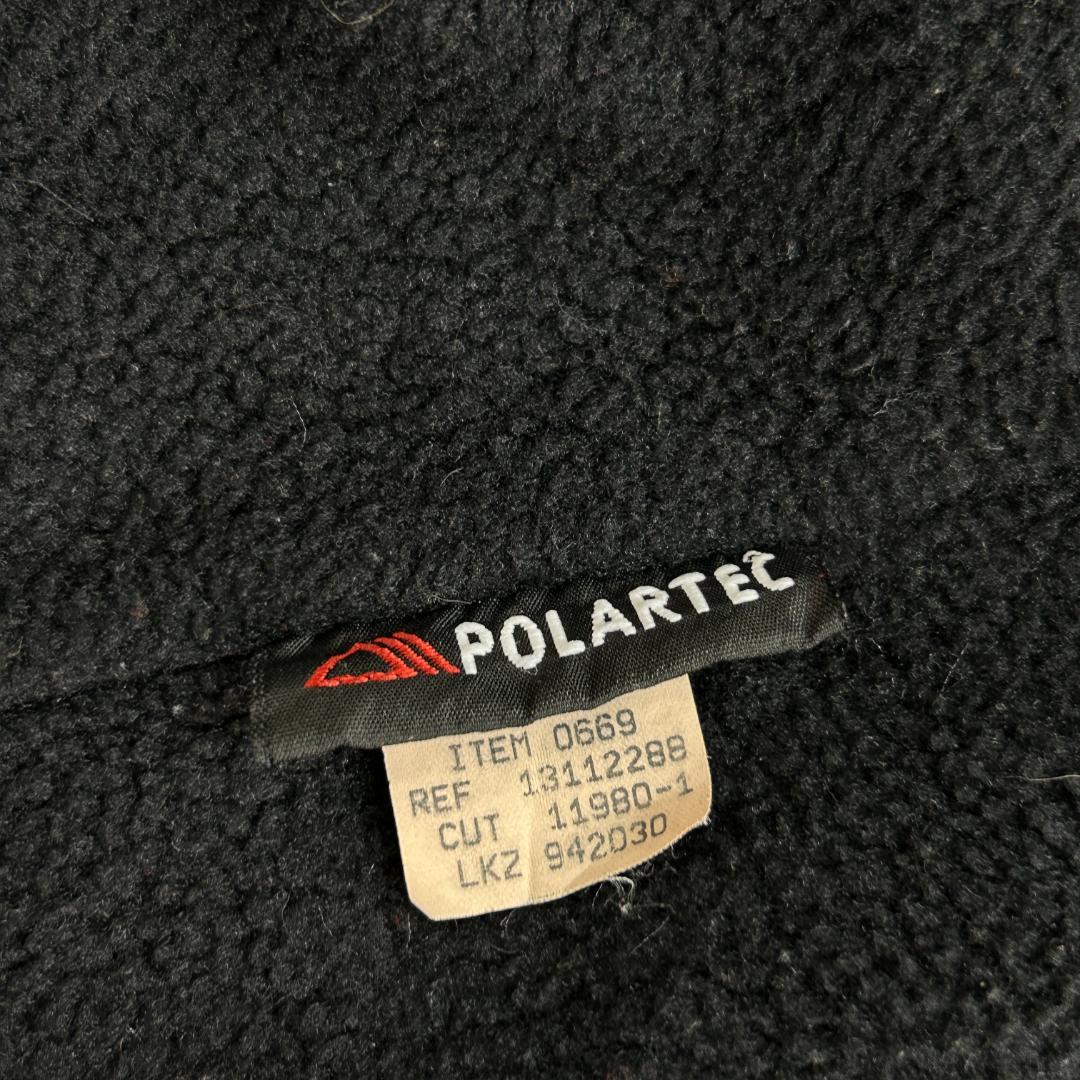 POLARTEC
ITEM 0669
REF 13112288
CUT 11980-1
LKZ 942030